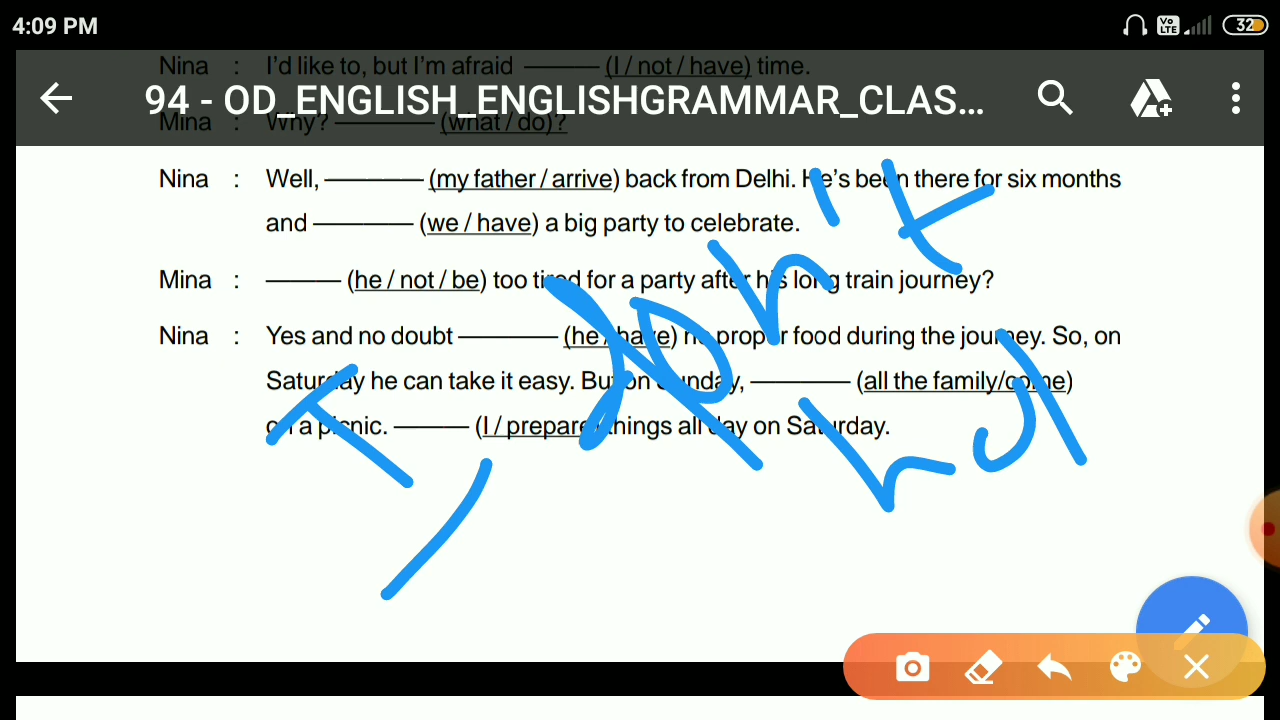 4:09 PM
Vo LTE
32
Nina : I'd like to, but I'm afraid ——— (I / not / have) time.
94 - OD_ENGLISH_ENGLISHGRAMMAR_CLAS...
Mina : Why? ———— (what / do)?
Nina : Well, ———— (my father / arrive) back from Delhi. He's been there for six months
and ———— (we / have) a big party to celebrate.
Mina : ——— (he / not / be) too tired for a party after his long train journey?
Nina : Yes and no doubt ———— (he / have) no proper food during the journey. So, on
Saturday he can take it easy. But on Sunday, ———— (all the family/come)
on a picnic. ——— (I / prepare) things all day on Saturday.
I
don't